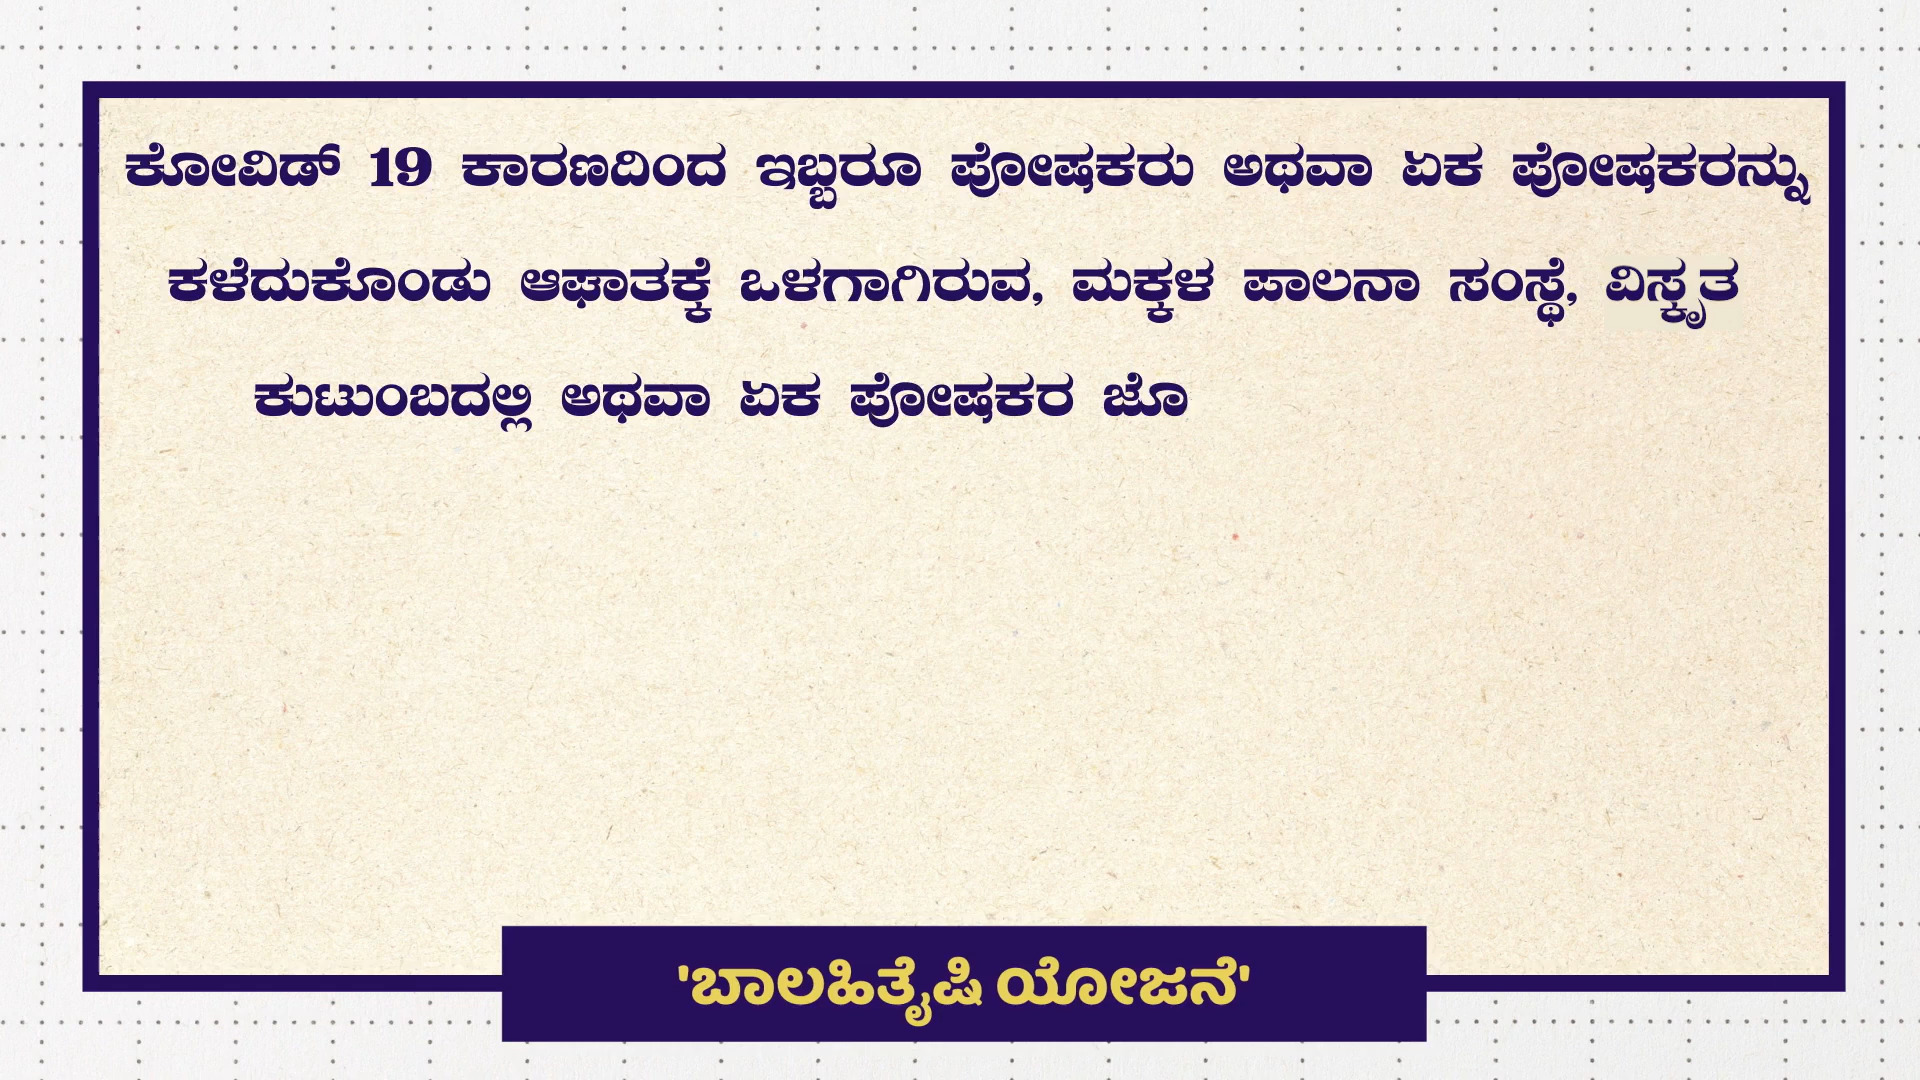 ಕೋವಿಡ್ 19 ಕಾರಣದಿಂದ ಇಬ್ಬರೂ ಪೋಷಕರು ಅಥವಾ ಏಕ ಪೋಷಕರನ್ನು
ಕಳೆದುಕೊಂಡು ಆಘಾತಕ್ಕೆ ಒಳಗಾಗಿರುವ, ಮಕ್ಕಳ ಪಾಲನಾ ಸಂಸ್ಥೆ, ವಿಸ್ಕೃತ
ಕುಟುಂಬದಲ್ಲಿ ಅಥವಾ ಏಕ ಪೋಷಕರ ಜೊ
'ಬಾಲಹಿತೈಷಿ ಯೋಜನೆ'